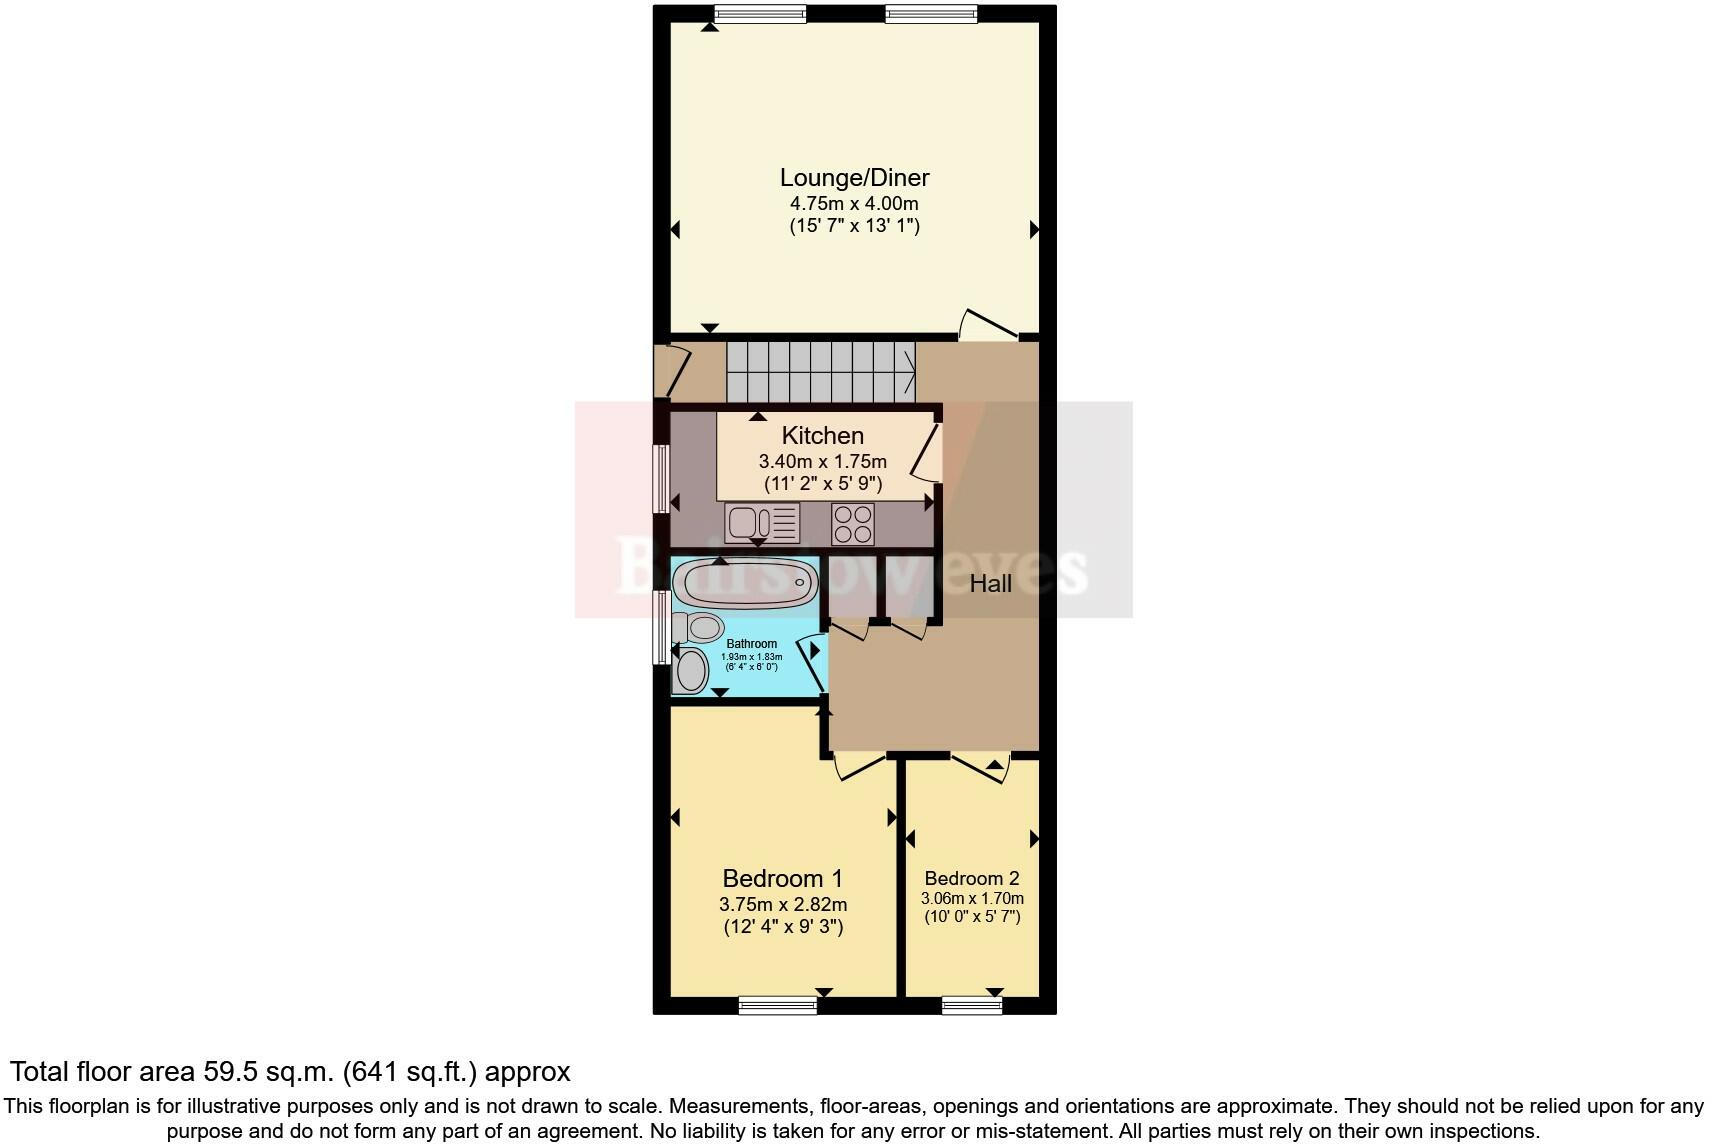 Lounge/Diner
4.75m x 4.00m
(15' 7" x 13' 1")
Kitchen
3.40m x 1.75m
(11' 2" x 5' 9")
Bairstow eves
Hall
Bathroom
1.93m x 1.83m
(6' 4" x 6' 0")
Bedroom 1
3.75m x 2.82m
(12' 4" x 9' 3")
Bedroom 2
3.06m x 1.70m
(10' 0" x 5' 7")
Total floor area 59.5 sq.m. (641 sq.ft.) approx
This floorplan is for illustrative purposes only and is not drawn to scale. Measurements, floor-areas, openings and orientations are approximate. They should not be relied upon for any
purpose and do not form any part of an agreement. No liability is taken for any error or mis-statement. All parties must rely on their own inspections.